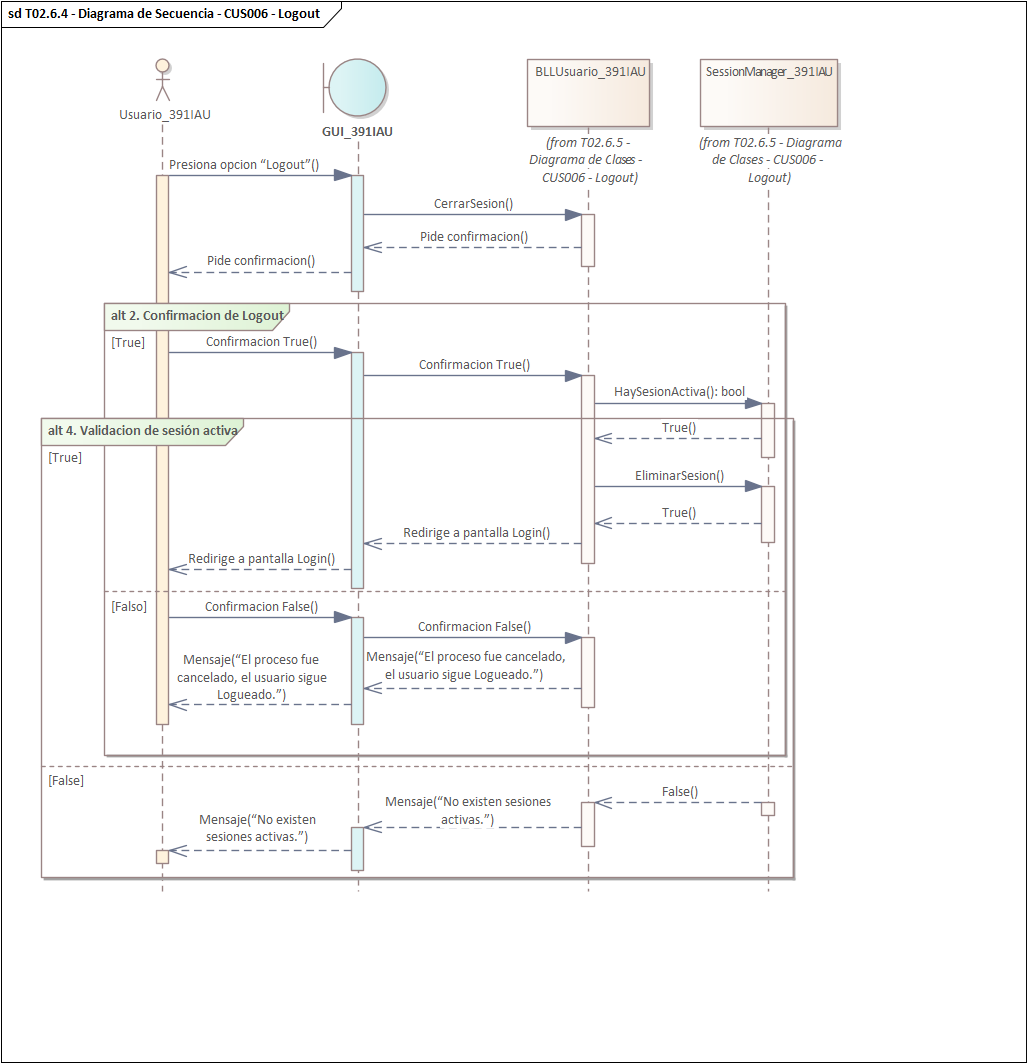 sd T02.6.4 - Diagrama de Secuencia - CUS006 - Logout
Usuario_391IAU
GUI_391IAU
BLLUsuario_391IAU
(from T02.6.5 -
Diagrama de Clases -
CUS006 - Logout)
SessionManager_391IAU
(from T02.6.5 - Diagrama
de Clases - CUS006 -
Logout)
Presiona opcion “Logout”()
CerrarSesion()
Pide confirmacion()
Pide confirmacion()
alt 2. Confirmacion de Logout
[True]
Confirmacion True()
Confirmacion True()
HaySesionActiva(): bool
alt 4. Validacion de sesión activa
True()
[True]
EliminarSesion()
True()
Redirige a pantalla Login()
Redirige a pantalla Login()
[Falso]
Confirmacion False()
Confirmacion False()
Mensaje(“El proceso fue cancelado,
el usuario sigue Logueado.”)
Mensaje(“El proceso fue
cancelado, el usuario sigue
Logueado.”)
[False]
False()
Mensaje(“No existen sesiones
activas.”)
Mensaje(“No existen
sesiones activas.”)